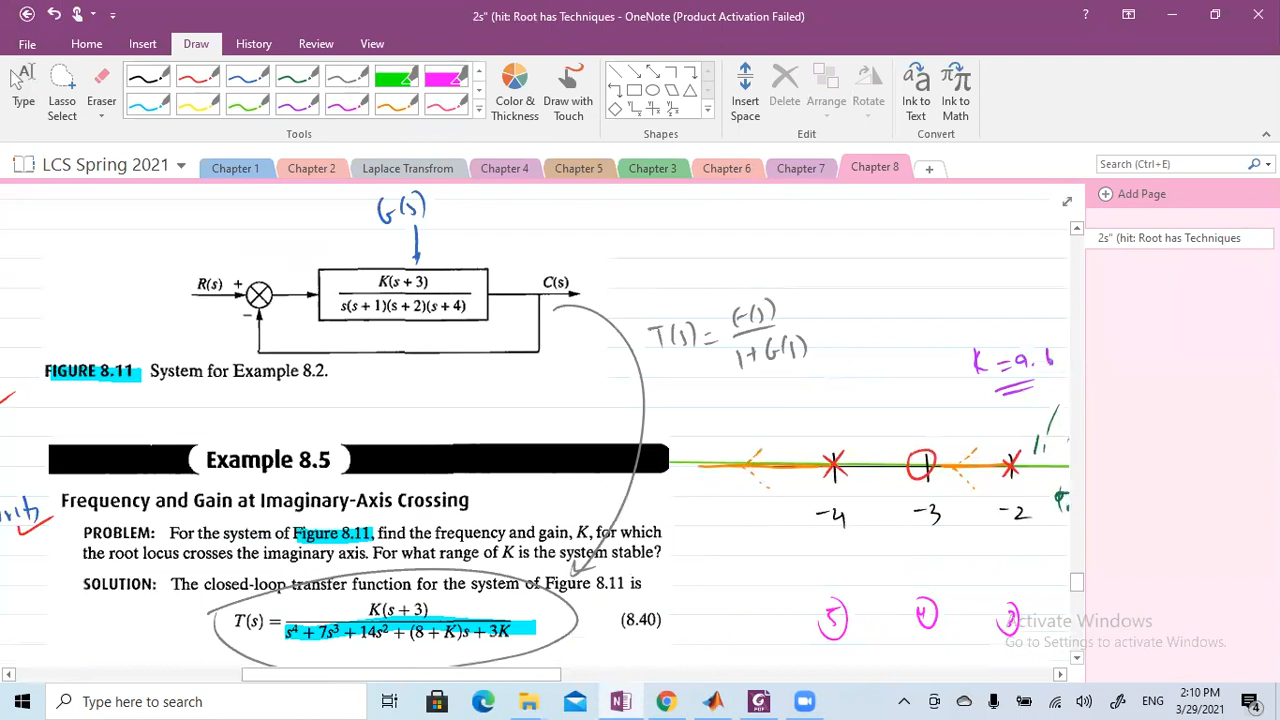 2s" (hit: Root has Techniques - OneNote (Product Activation Failed)
File Home Insert Draw History Review View
Type
Lasso Select
Eraser
Color & Thickness
Draw with Touch
Insert Space
Delete
Arrange
Rotate
Ink to Text
Ink to Math
Tools
Shapes
Edit
Convert
LCS Spring 2021
Chapter 1
Chapter 2
Laplace Transfrom
Chapter 4
Chapter 5
Chapter 3
Chapter 6
Chapter 7
Chapter 8
Search (Ctrl+E)
Add Page
2s" (hit: Root has Techniques
G(s)
R(s) +
K(s + 3)
s(s + 1)(s + 2)(s + 4)
C(s)
−
T(s) = G(s) / 1+G(s)
K = 9.6
FIGURE 8.11 System for Example 8.2.
Example 8.5
-4 -3 -2
Frequency and Gain at Imaginary-Axis Crossing
PROBLEM: For the system of Figure 8.11, find the frequency and gain, K, for which
the root locus crosses the imaginary axis. For what range of K is the system stable?
SOLUTION: The closed-loop transfer function for the system of Figure 8.11 is
T(s) = K(s + 3) / s⁴ + 7s³ + 14s² + (8 + K)s + 3K (8.40)
5 4 3
Activate Windows
Go to Settings to activate Windows.
Type here to search
ENG
2:10 PM
3/29/2021
4